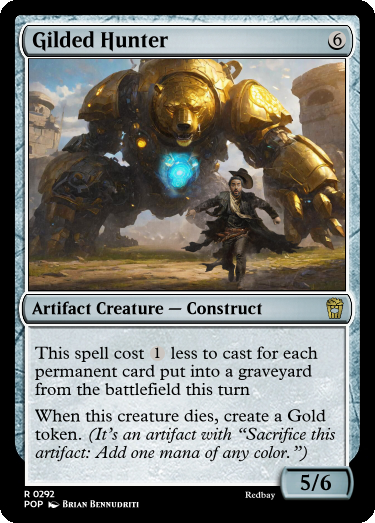 Gilded Hunter 6
Artifact Creature — Construct
This spell cost 1 less to cast for each
permanent card put into a graveyard
from the battlefield this turn
When this creature dies, create a Gold
token. (It's an artifact with “Sacrifice this
artifact: Add one mana of any color.”)
5/6
R 0292
POP Brian Bennudriti
Redbay